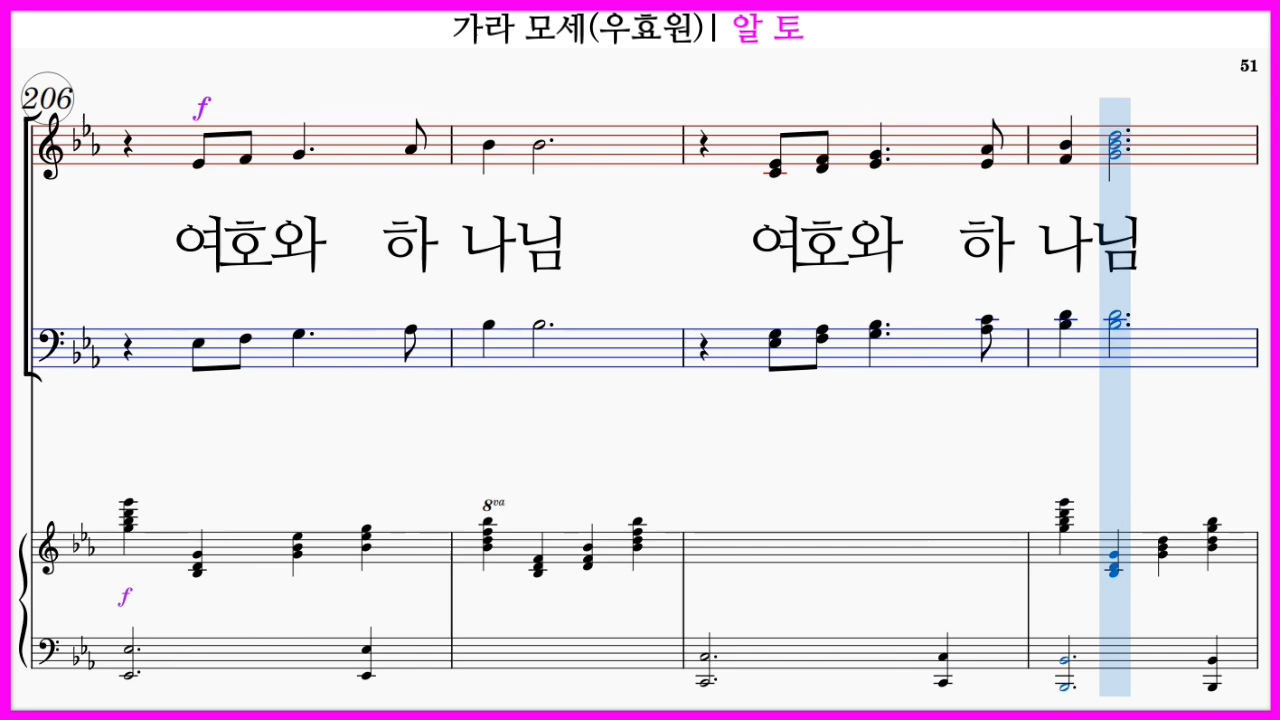 가라 모세(우효원)| 알 토
51
206
f
여호와 하 나님 여호와 하 나님
8va
f